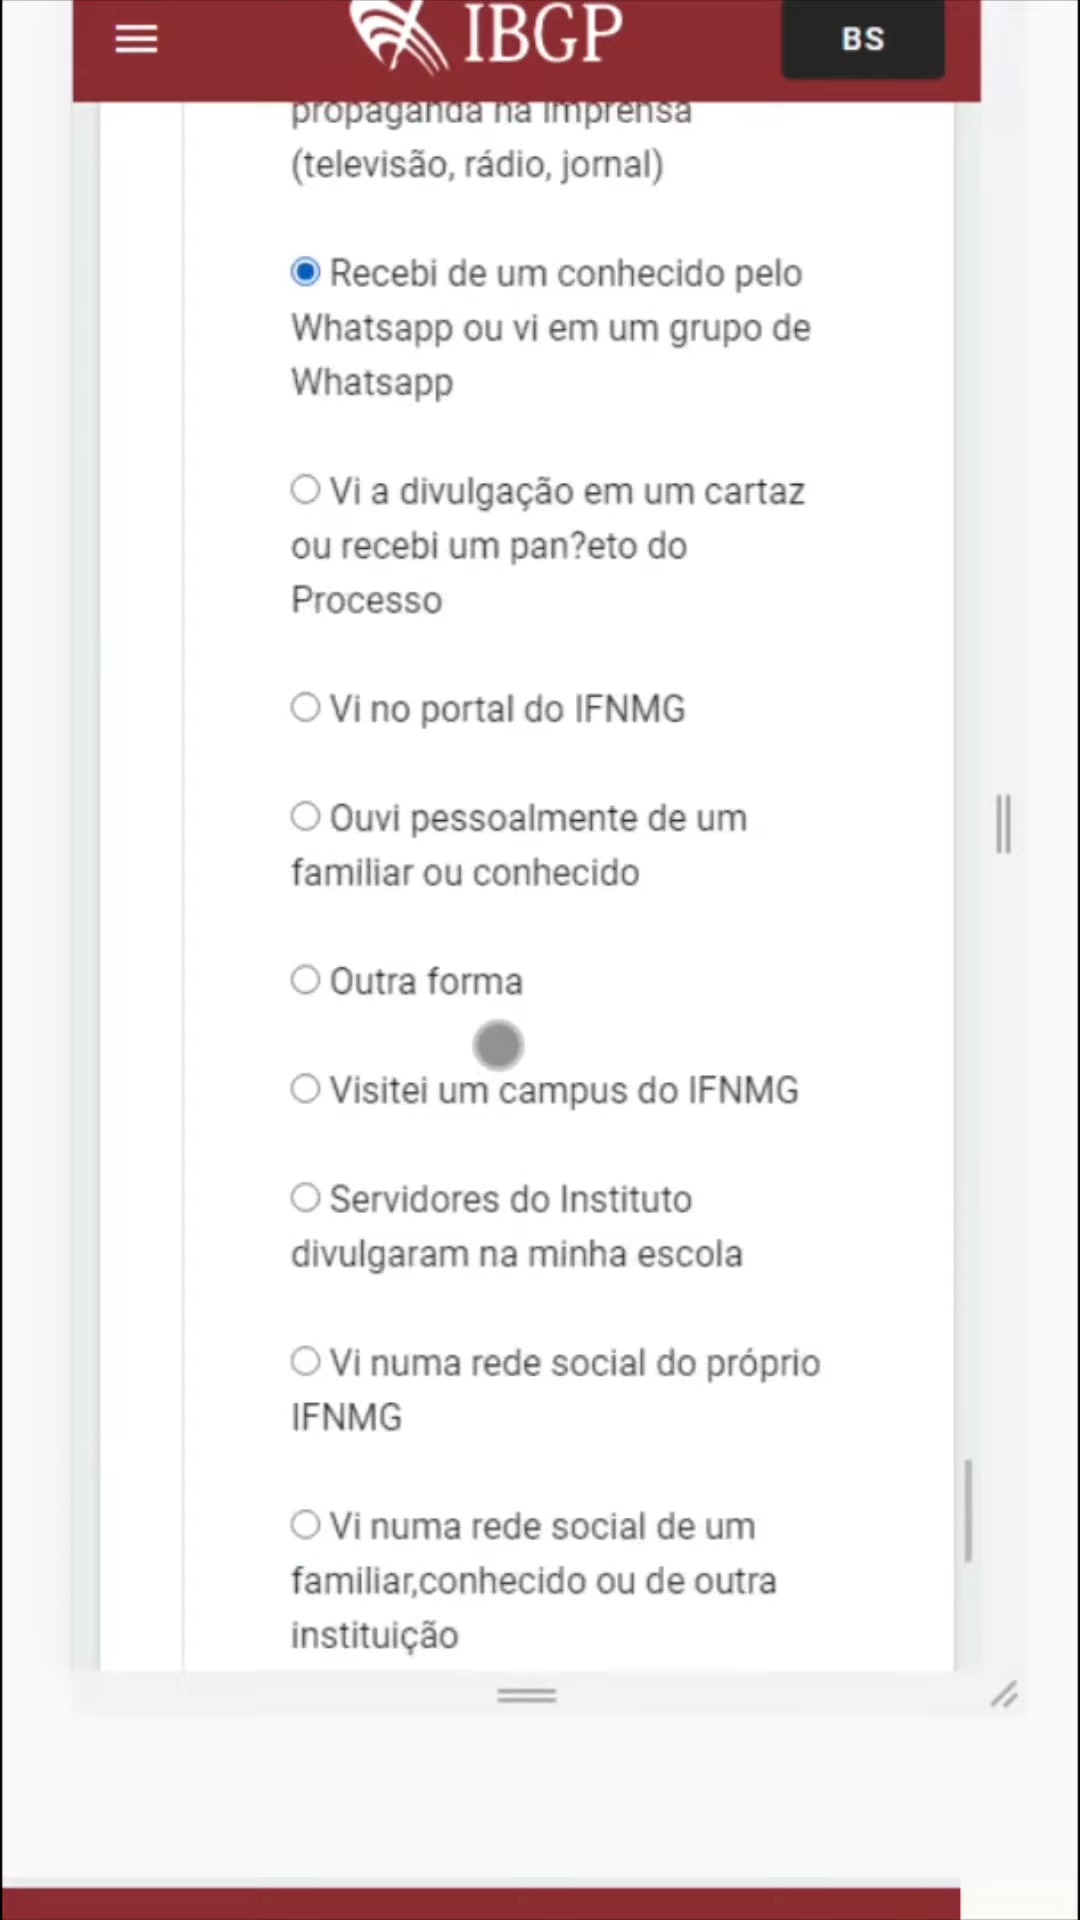 IBGP
BS
propaganda na imprensa
(televisão, rádio, jornal)
Recebi de um conhecido pelo
Whatsapp ou vi em um grupo de
Whatsapp
Vi a divulgação em um cartaz
ou recebi um pan?eto do
Processo
Vi no portal do IFNMG
Ouvi pessoalmente de um
familiar ou conhecido
Outra forma
Visitei um campus do IFNMG
Servidores do Instituto
divulgaram na minha escola
Vi numa rede social do próprio
IFNMG
Vi numa rede social de um
familiar,conhecido ou de outra
instituição